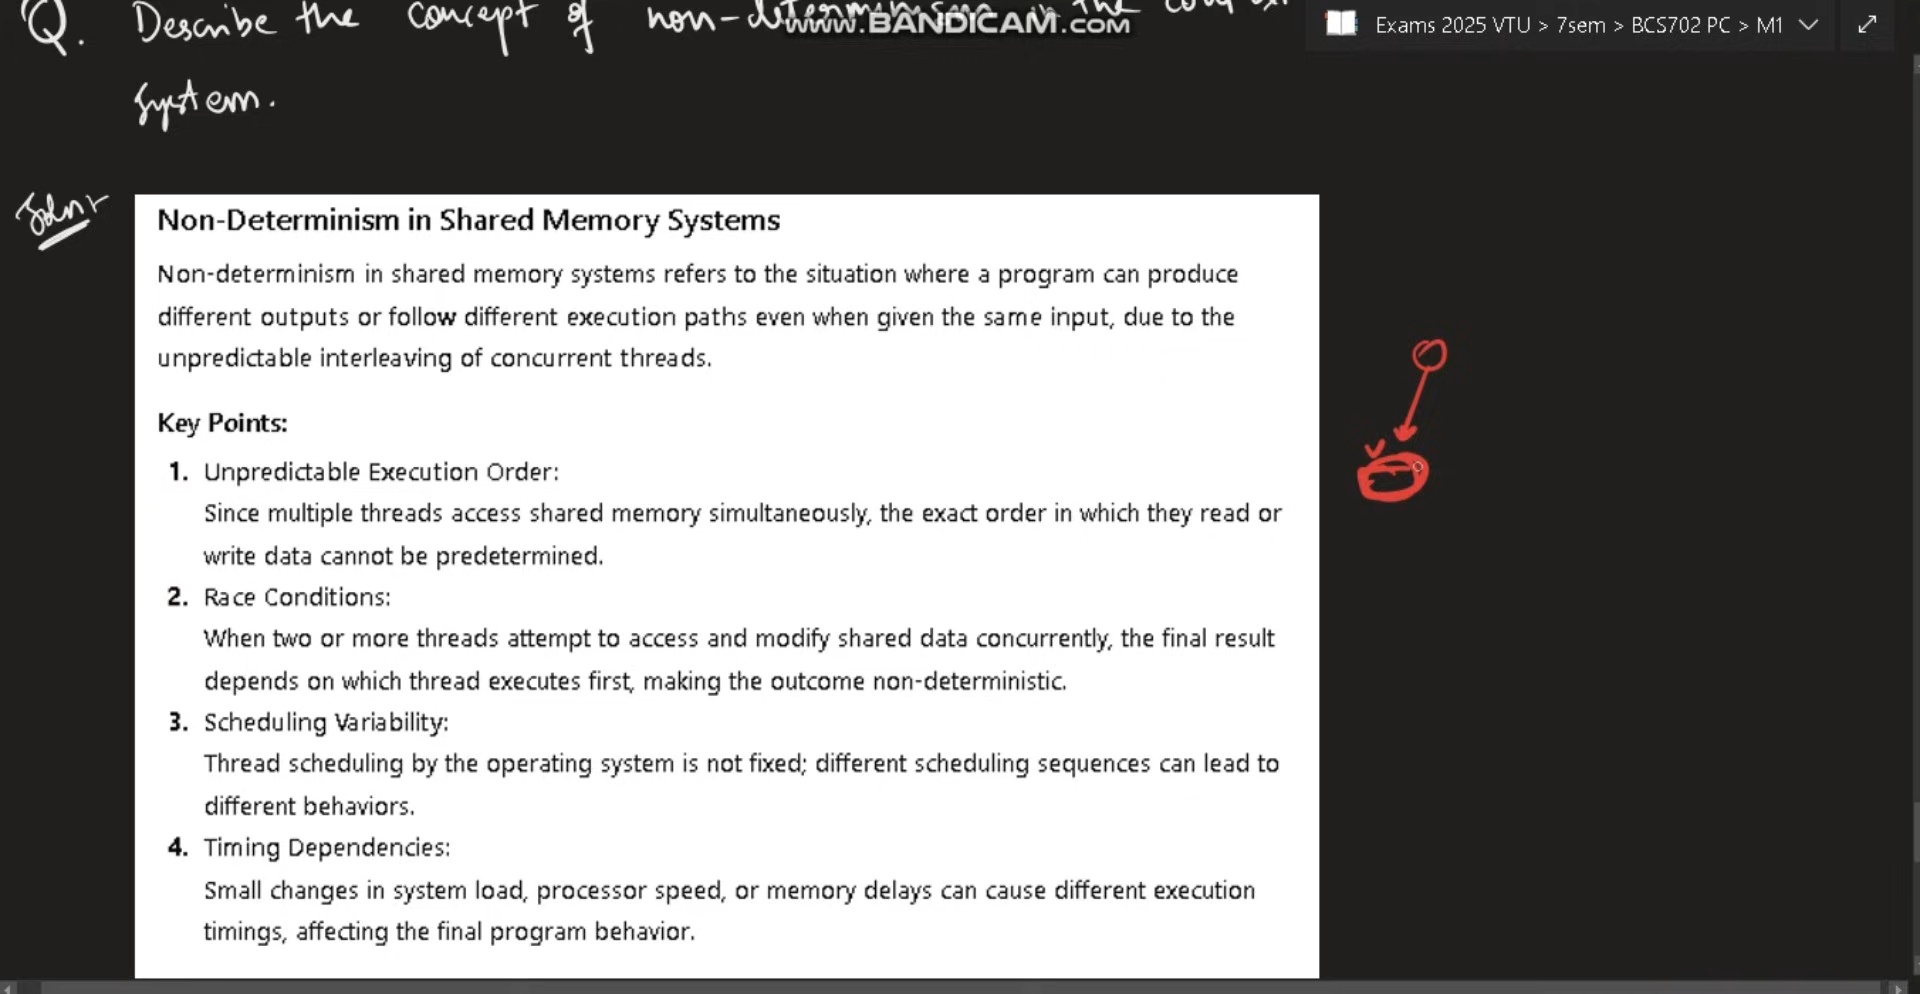 Q. Describe the concept of non- in the
www.BANDICAM.com
Exams 2025 VTU > 7sem > BCS702 PC > M1
system.
Soln:-
Non-Determinism in Shared Memory Systems
Non-determinism in shared memory systems refers to the situation where a program can produce
different outputs or follow different execution paths even when given the same input, due to the
unpredictable interleaving of concurrent threads.
Key Points:
1. Unpredictable Execution Order:
Since multiple threads access shared memory simultaneously, the exact order in which they read or
write data cannot be predetermined.
2. Race Conditions:
When two or more threads attempt to access and modify shared data concurrently, the final result
depends on which thread executes first, making the outcome non-deterministic.
3. Scheduling Variability:
Thread scheduling by the operating system is not fixed; different scheduling sequences can lead to
different behaviors.
4. Timing Dependencies:
Small changes in system load, processor speed, or memory delays can cause different execution
timings, affecting the final program behavior.